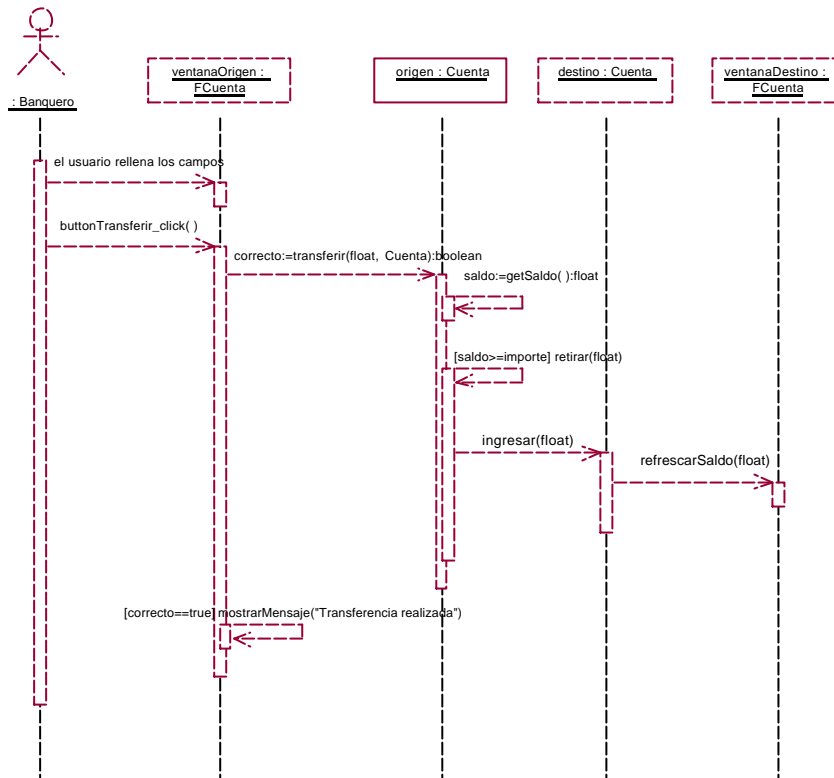 : Banquero
ventanaOrigen :
FCuenta
origen : Cuenta
destino : Cuenta
ventanaDestino :
FCuenta
el usuario rellena los campos
buttonTransferir_click( )
correcto:=transferir(float, Cuenta):boolean
saldo:=getSaldo( ):float
[saldo>=importe] retirar(float)
ingresar(float)
refrescarSaldo(float)
[correcto==true] mostrarMensaje("Transferencia realizada")